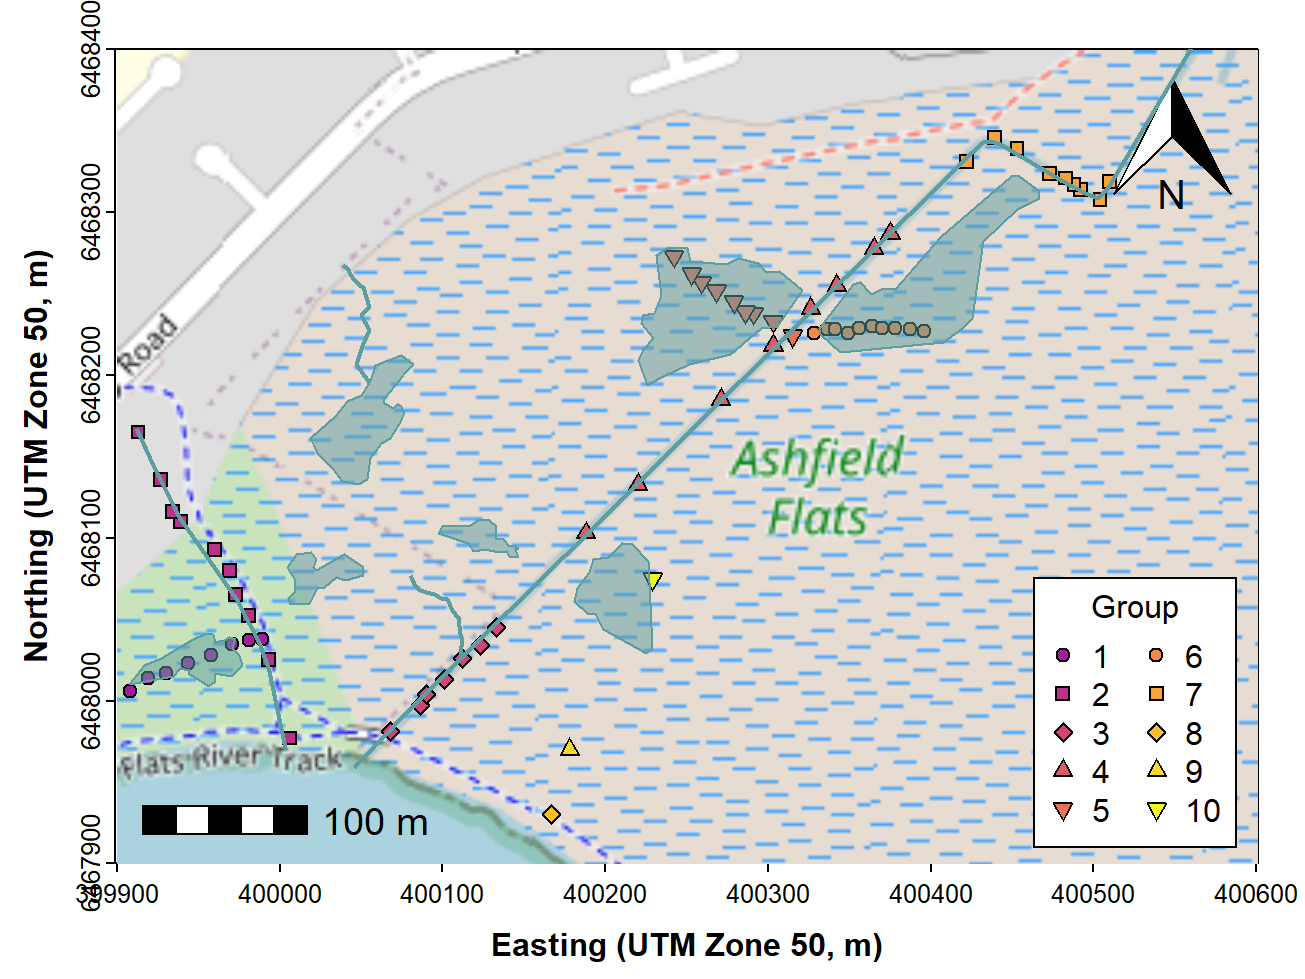 6468400
6468300
6468200
6468100
6468000
6467900
Northing (UTM Zone 50, m)
Road
Ashfield
Flats
Flats River Track
N
100 m
Group
1 6
2 7
3 8
4 9
5 10
399900 400000 400100 400200 400300 400400 400500 400600
Easting (UTM Zone 50, m)